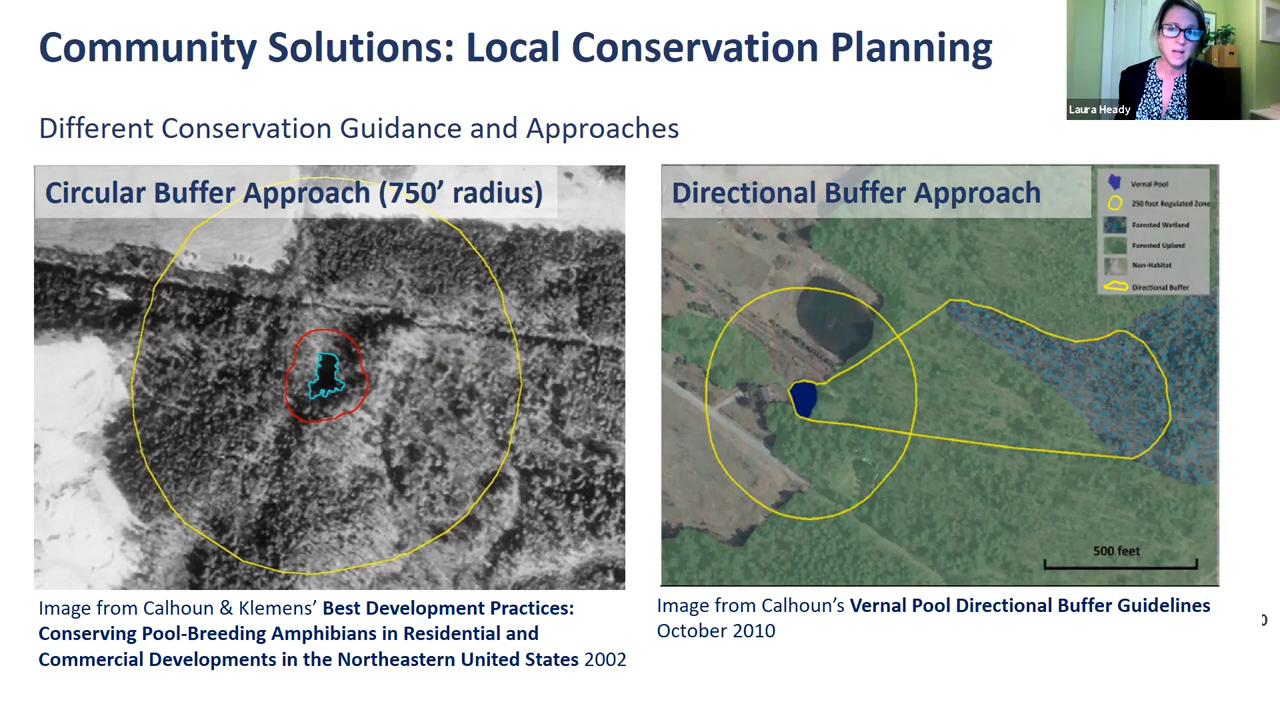 Community Solutions: Local Conservation Planning
Laura Heady
Different Conservation Guidance and Approaches
Circular Buffer Approach (750’ radius)
Directional Buffer Approach
Vernal Pool
250 foot Regulated Zone
Forested Wetland
Forested Upland
Non-Habitat
Directional Buffer
500 feet
Image from Calhoun & Klemens’ Best Development Practices:
Conserving Pool-Breeding Amphibians in Residential and
Commercial Developments in the Northeastern United States 2002
Image from Calhoun’s Vernal Pool Directional Buffer Guidelines
October 2010